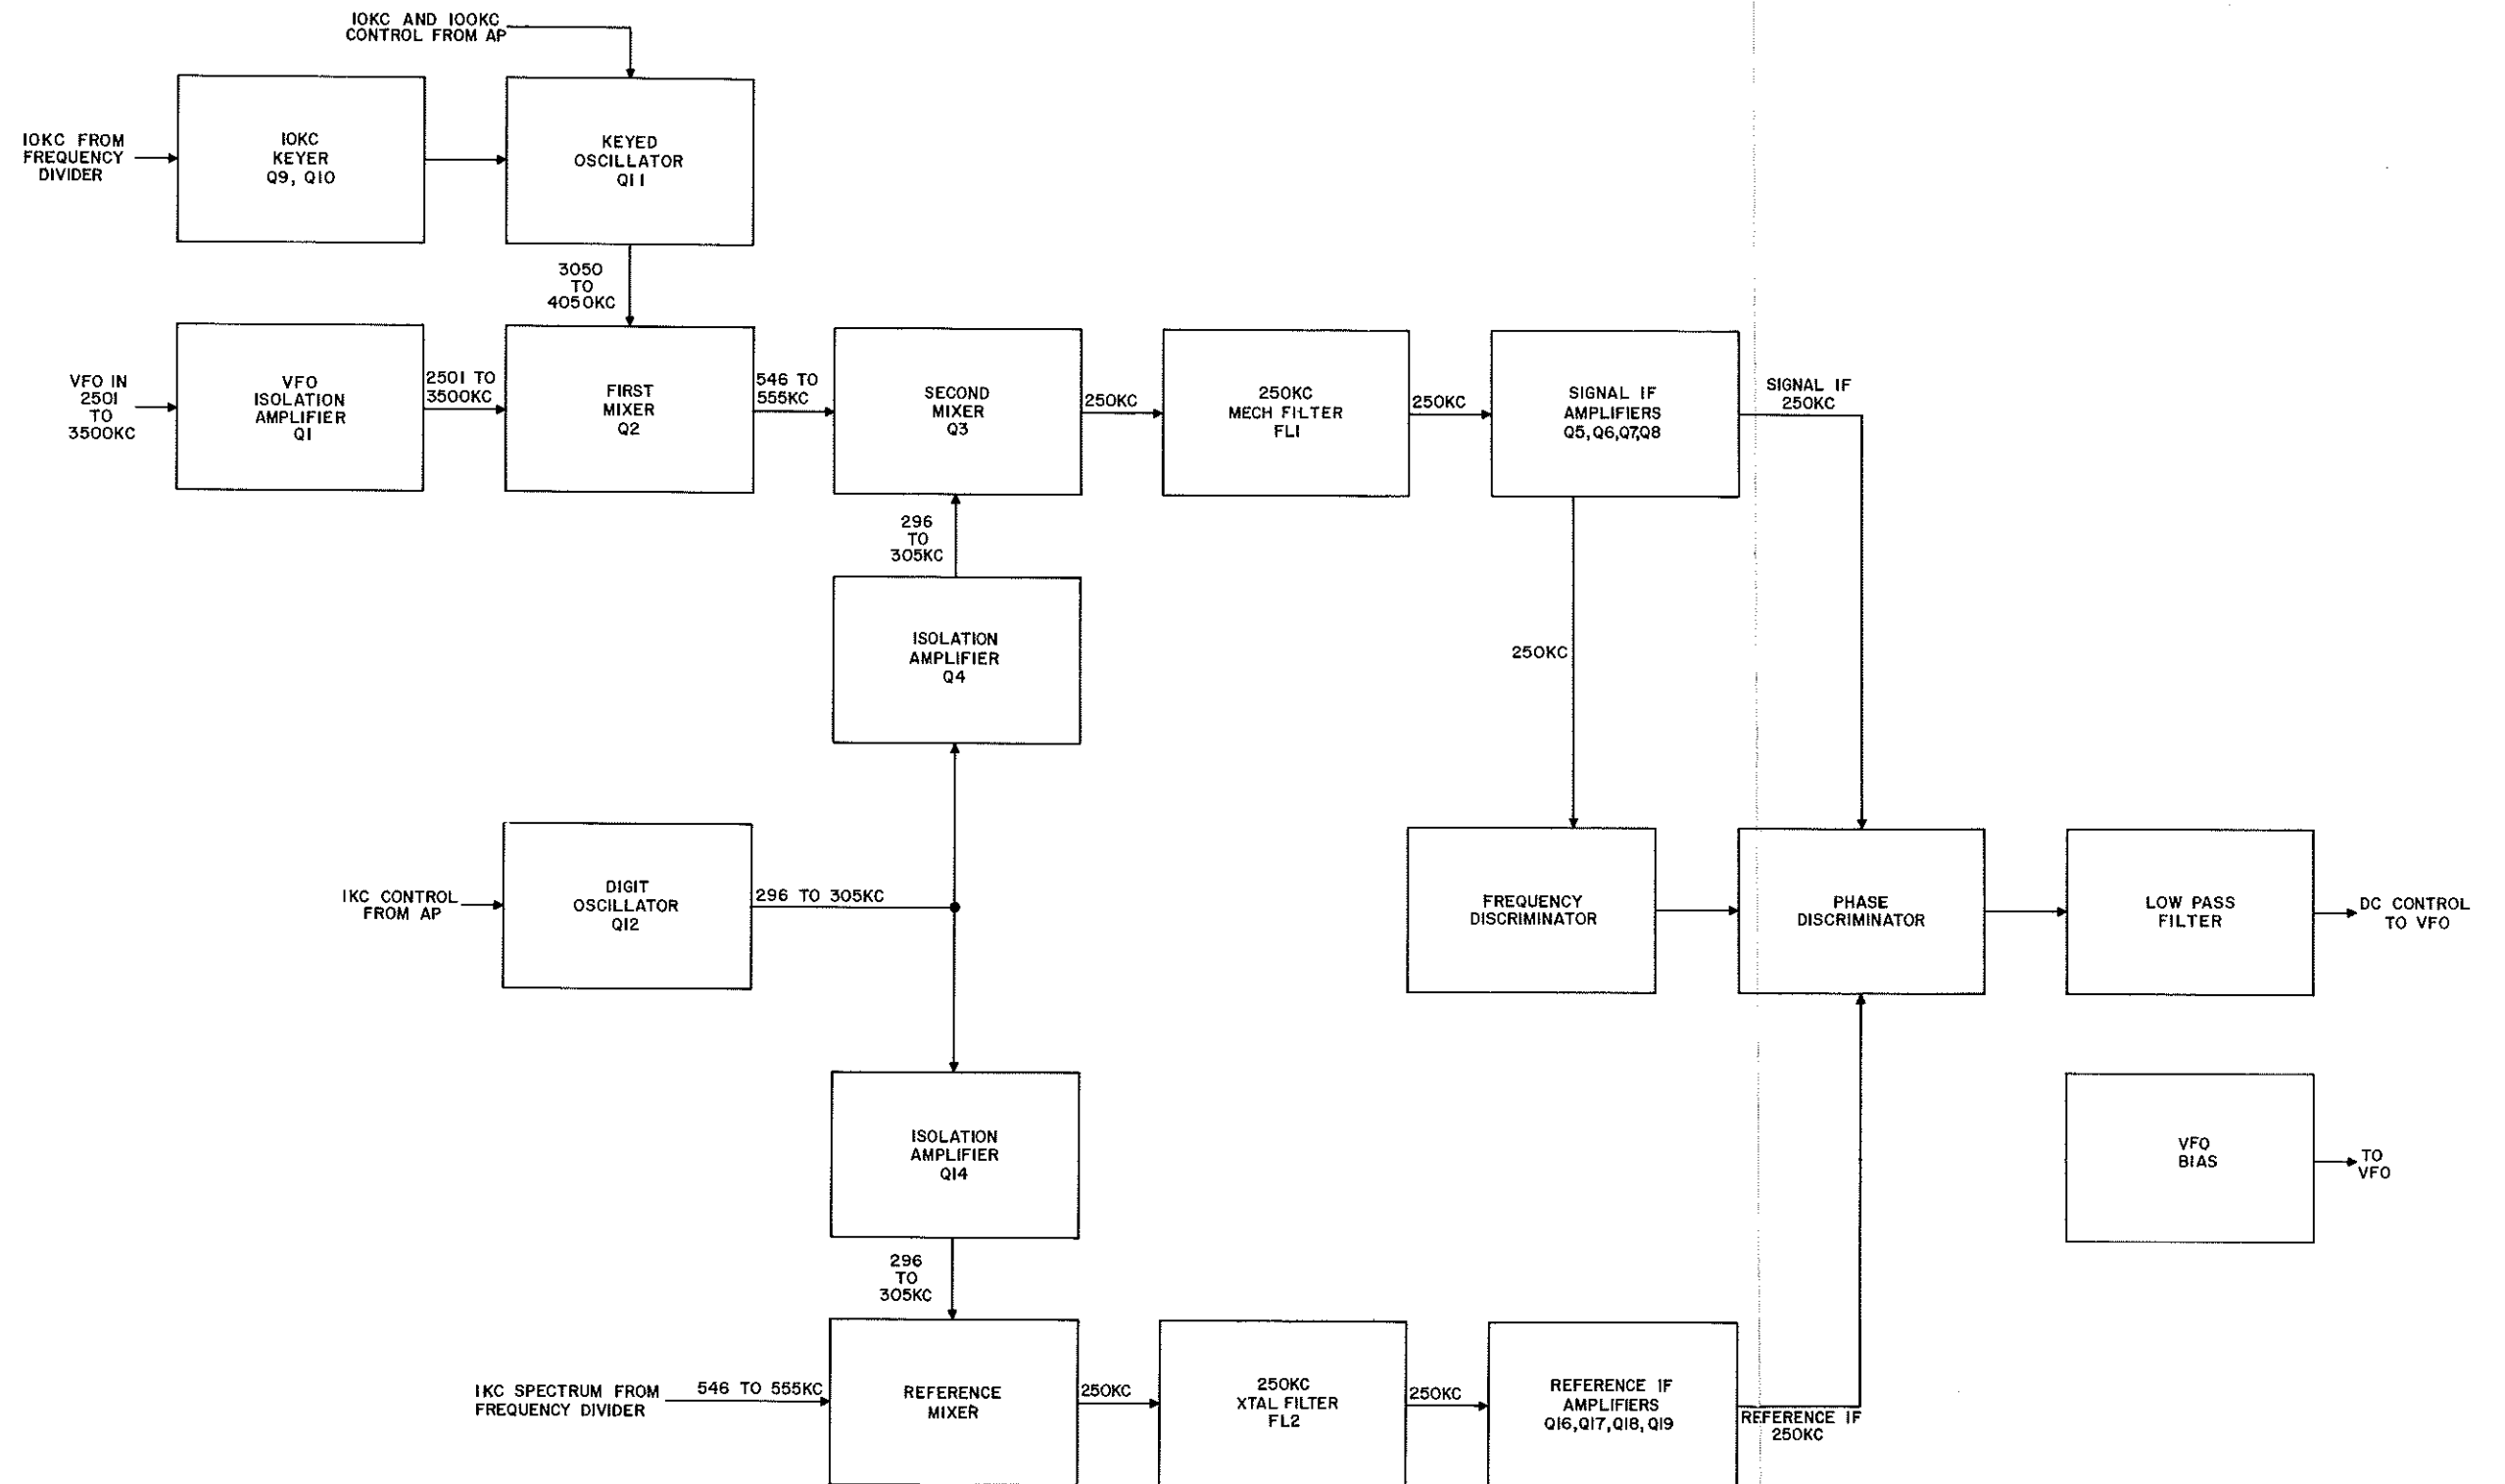 10KC AND 100KC
CONTROL FROM AP
10KC FROM
FREQUENCY
DIVIDER
10KC
KEYER
Q9, Q10
KEYED
OSCILLATOR
Q11
3050
TO
4050KC
VFO IN
2501
TO
3500KC
VFO
ISOLATION
AMPLIFIER
Q1
2501 TO
3500KC
FIRST
MIXER
Q2
546 TO
555KC
SECOND
MIXER
Q3
250KC
250KC
MECH FILTER
FL1
250KC
SIGNAL IF
AMPLIFIERS
Q5,Q6,Q7,Q8
SIGNAL IF
250KC
296
TO
305KC
ISOLATION
AMPLIFIER
Q4
250KC
1KC CONTROL
FROM AP
DIGIT
OSCILLATOR
Q12
296 TO 305KC
FREQUENCY
DISCRIMINATOR
PHASE
DISCRIMINATOR
LOW PASS
FILTER
DC CONTROL
TO VFO
ISOLATION
AMPLIFIER
Q14
VFO
BIAS
TO
VFO
296
TO
305KC
1KC SPECTRUM FROM
FREQUENCY DIVIDER
546 TO 555KC
REFERENCE
MIXER
250KC
250KC
XTAL FILTER
FL2
250KC
REFERENCE IF
AMPLIFIERS
Q16,Q17,Q18,Q19
REFERENCE IF
250KC